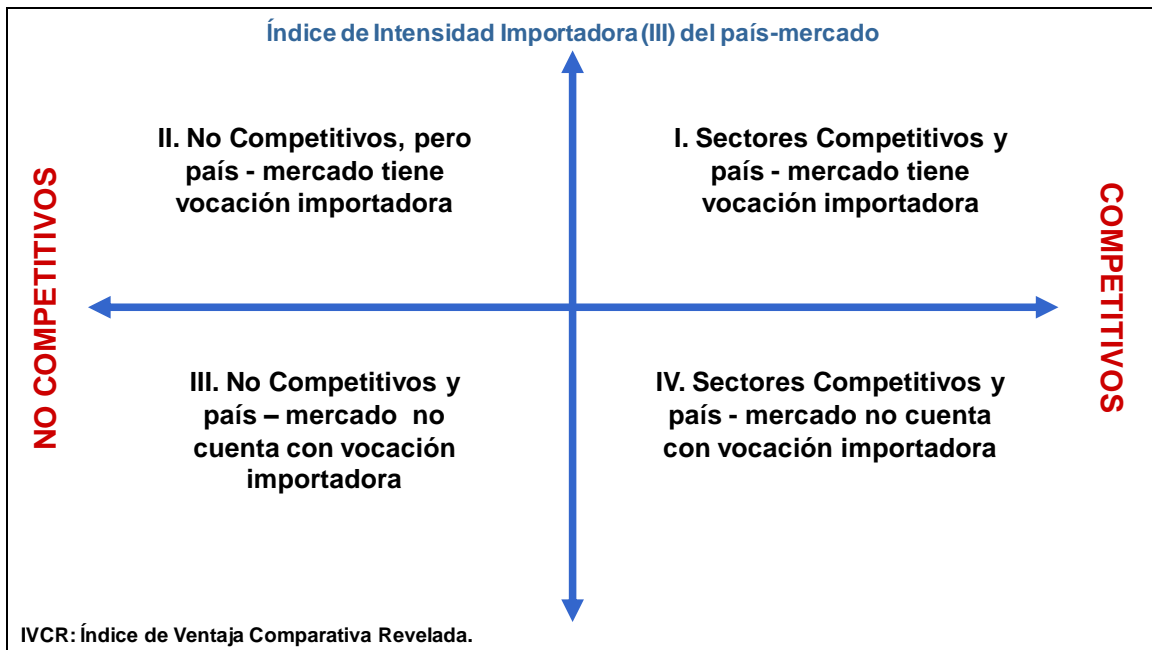 Índice de Intensidad Importadora (III) del país-mercado
II. No Competitivos, pero
país - mercado tiene
vocación importadora
I. Sectores Competitivos y
país - mercado tiene
vocación importadora
NO COMPETITIVOS
COMPETITIVOS
III. No Competitivos y
país – mercado no
cuenta con vocación
importadora
IV. Sectores Competitivos y
país - mercado no cuenta
con vocación importadora
IVCR: Índice de Ventaja Comparativa Revelada.